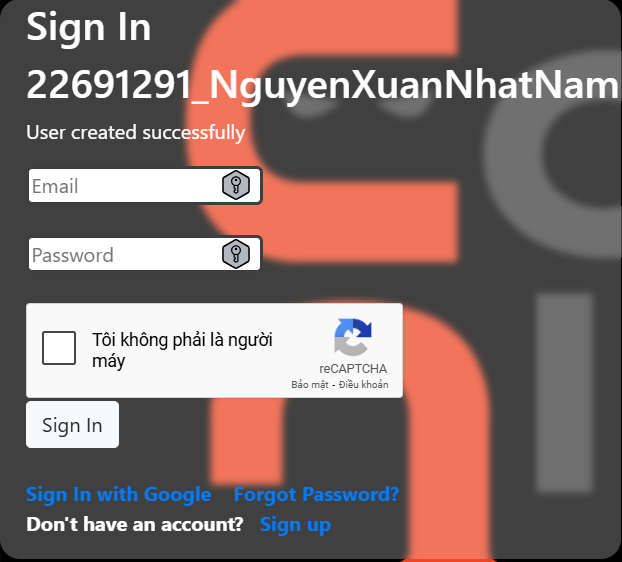 Sign In
22691291_NguyenXuanNhatNam
User created successfully
Email
Password
Tôi không phải là người
máy
reCAPTCHA
Bảo mật - Điều khoản
Sign In
Sign In with Google Forgot Password?
Don't have an account? Sign up